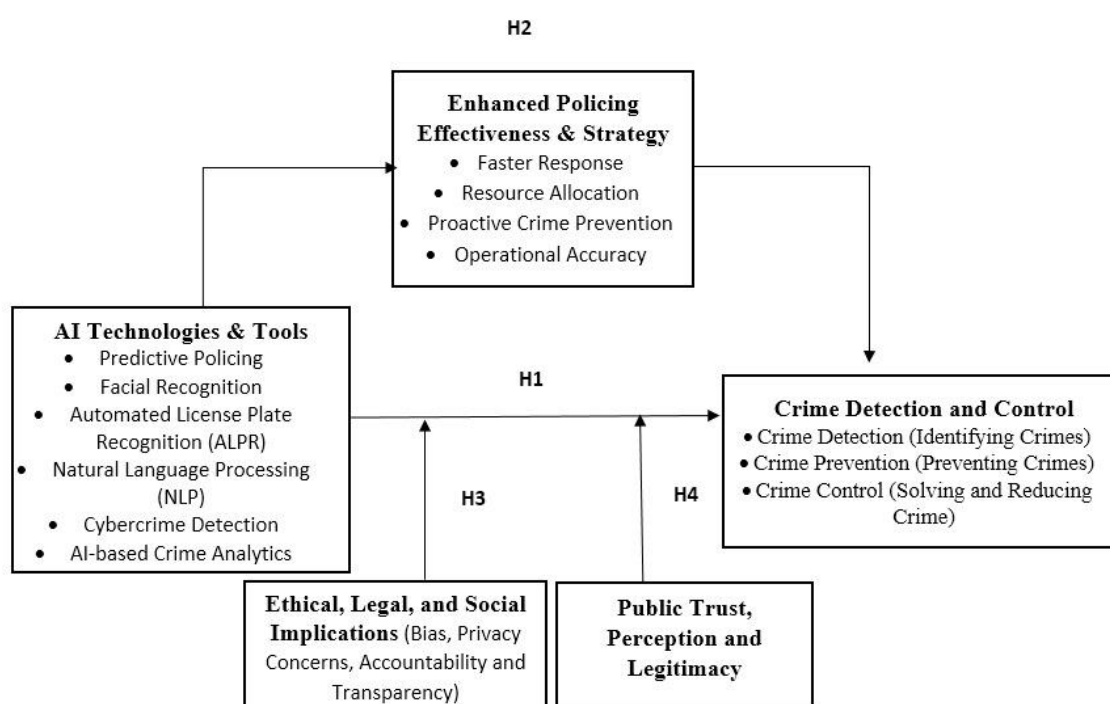 H2
Enhanced Policing
Effectiveness & Strategy
• Faster Response
• Resource Allocation
• Proactive Crime Prevention
• Operational Accuracy
AI Technologies & Tools
• Predictive Policing
• Facial Recognition
• Automated License Plate
Recognition (ALPR)
• Natural Language Processing
(NLP)
• Cybercrime Detection
• AI-based Crime Analytics
H1
Crime Detection and Control
• Crime Detection (Identifying Crimes)
• Crime Prevention (Preventing Crimes)
• Crime Control (Solving and Reducing
Crime)
H3
H4
Ethical, Legal, and Social
Implications (Bias, Privacy
Concerns, Accountability and
Transparency)
Public Trust,
Perception and
Legitimacy